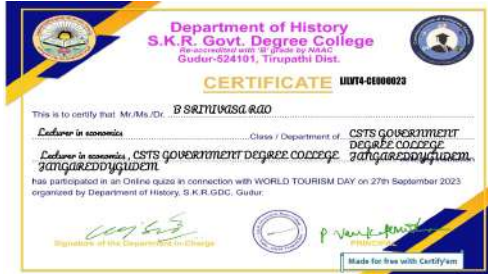 Department of History
S.K.R. Govt. Degree College
Re-accredited with 'B' grade by NAAC
Gudur-524101, Tirupathi Dist.
CERTIFICATE LILVT4-CE000023
This is to certify that Mr./Ms./Dr. B SRINIVASA RAO
Lecturer in economics Class / Department of CSTS GOVERNMENT DEGREE COLLEGE JANGAREDDYGUDEM
Lecturer in economics, CSTS GOVERNMENT DEGREE COLLEGE
JANGAREDDYGUDEM
has participated in an Online quize in connection with WORLD TOURISM DAY on 27th September 2023
organized by Department of History, S.K.R.GDC, Gudur.
Signature of the Department In-Charge
PRINCIPAL
Made for free with Certify'em